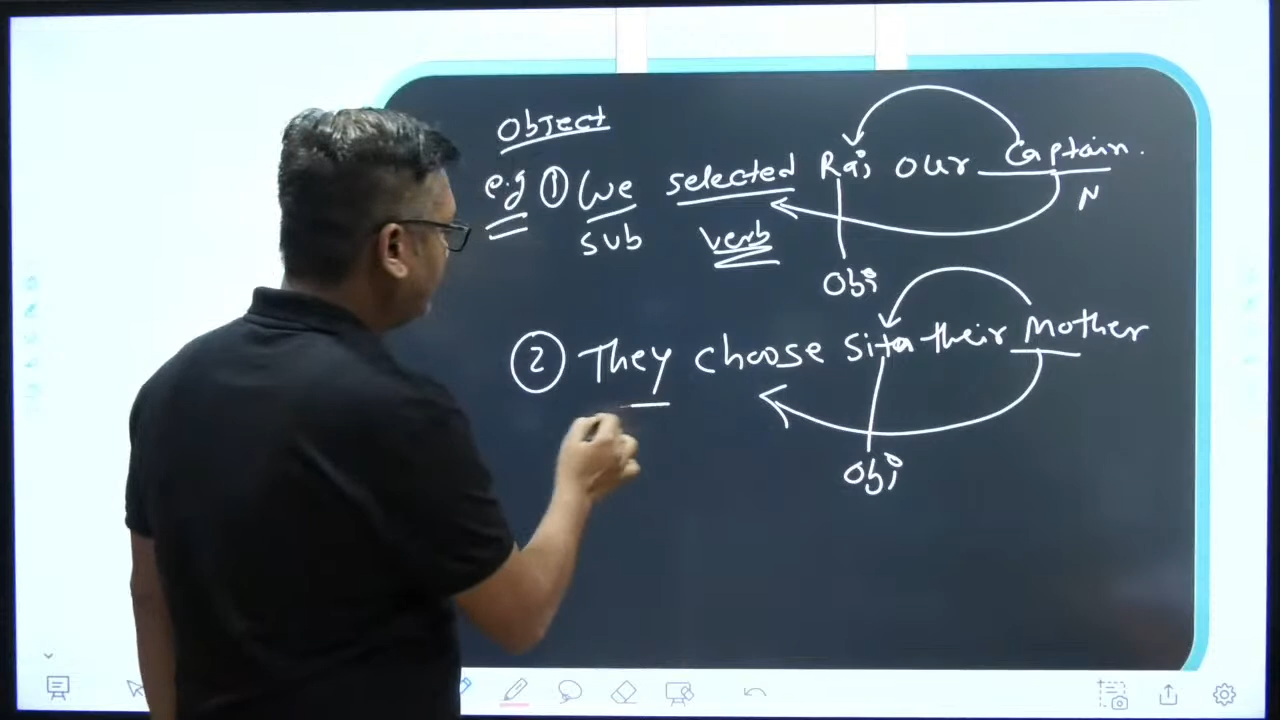 Object
e.g ① We selected Raj our Captain.
N
sub verb
Obj
② They choose Sita their Mother
Obj